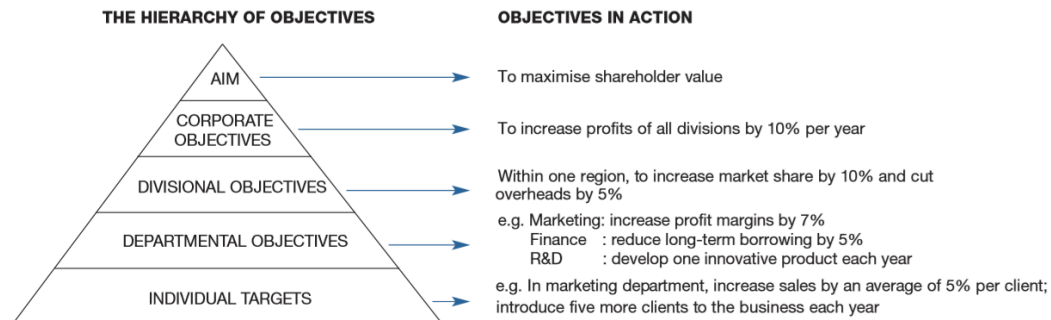 THE HIERARCHY OF OBJECTIVES
OBJECTIVES IN ACTION
AIM
To maximise shareholder value
CORPORATE
OBJECTIVES
To increase profits of all divisions by 10% per year
DIVISIONAL OBJECTIVES
Within one region, to increase market share by 10% and cut
overheads by 5%
DEPARTMENTAL OBJECTIVES
e.g. Marketing: increase profit margins by 7%
Finance : reduce long-term borrowing by 5%
R&D : develop one innovative product each year
INDIVIDUAL TARGETS
e.g. In marketing department, increase sales by an average of 5% per client;
introduce five more clients to the business each year